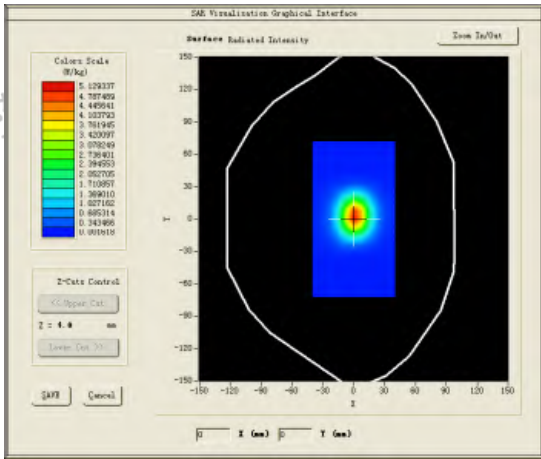 SAR Visualisation Graphical Interface
Surface Radiated Intensity
Zoom In/Out
Colors Scale
(W/kg)
5.129337
4.787489
4.445641
4.103793
3.761945
3.420097
3.078249
2.736401
2.394553
2.052705
1.710857
1.369010
1.027162
0.685314
0.343466
0.001618
150-
120-
90-
60-
30-
Y 0-
-30-
-60-
-90-
-120-
-150-
-150 -120 -90 -60 -30 0 30 60 90 120 150
X
Z-Cuts Control
<< Upper Cut
Z = 4.0 mm
Lower Cut >>
SAVE Cancel
0 X (mm) 0 Y (mm)